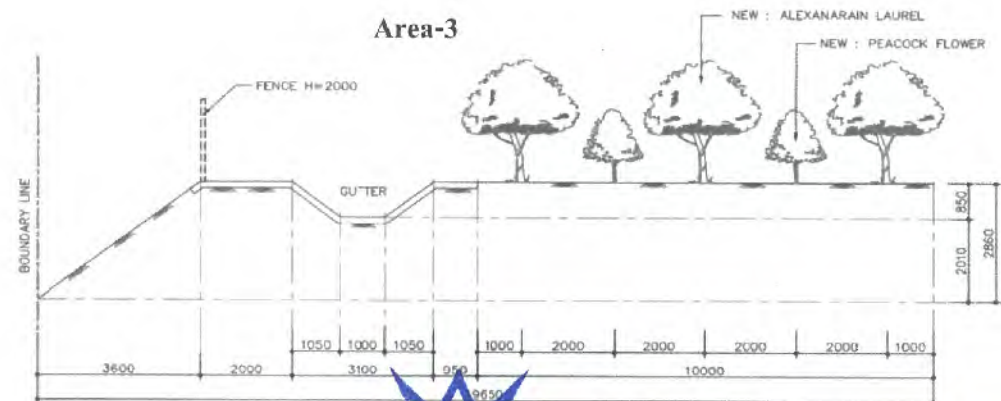 Area-3
NEW : ALEXANARAIN LAUREL
NEW : PEACOCK FLOWER
FENCE H=2000
GUTTER
BOUNDARY LINE
850
2010
2860
1050 1000 1050 1000 2000 2000 2000 2000 1000
3600 2000 3100 950 10000
9650